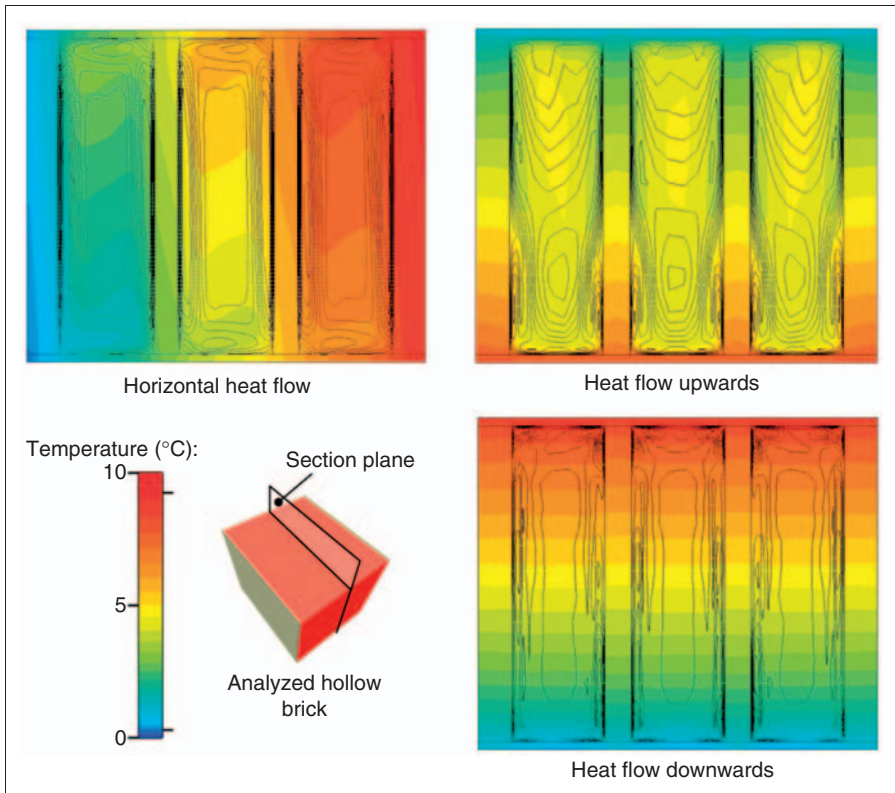 Horizontal heat flow
Heat flow upwards
Temperature (°C):
10
5
0
Section plane
Analyzed hollow
brick
Heat flow downwards